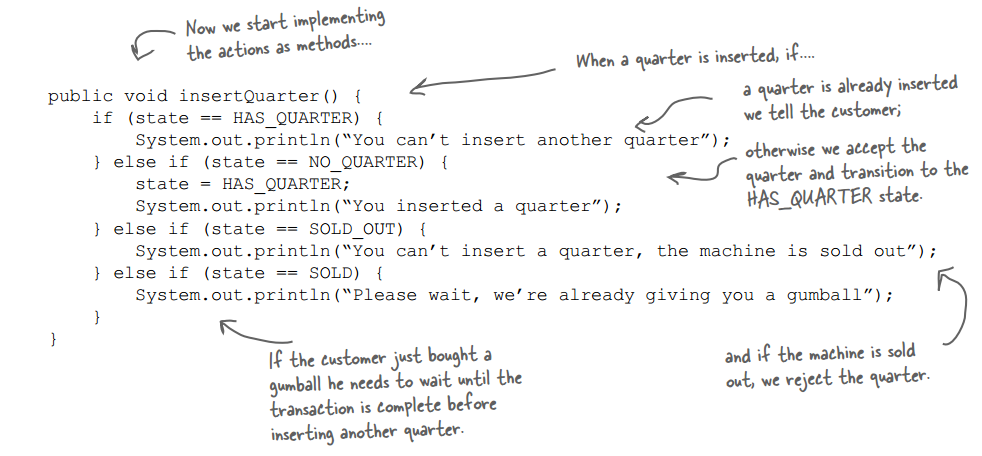 Now we start implementing
the actions as methods....
When a quarter is inserted, if....
public void insertQuarter() {
if (state == HAS_QUARTER) {
System.out.println(“You can’t insert another quarter”);
} else if (state == NO_QUARTER) {
state = HAS_QUARTER;
System.out.println(“You inserted a quarter”);
} else if (state == SOLD_OUT) {
System.out.println(“You can’t insert a quarter, the machine is sold out”);
} else if (state == SOLD) {
System.out.println(“Please wait, we’re already giving you a gumball”);
}
}
a quarter is already inserted
we tell the customer;
otherwise we accept the
quarter and transition to the
HAS_QUARTER state.
and if the machine is sold
out, we reject the quarter.
If the customer just bought a
gumball he needs to wait until the
transaction is complete before
inserting another quarter.